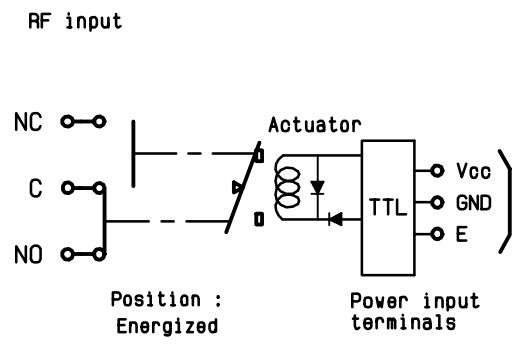 RF input
NC
Actuator
Vcc
C
TTL
GND
E
NO
Position :
Energized
Power input
terminals